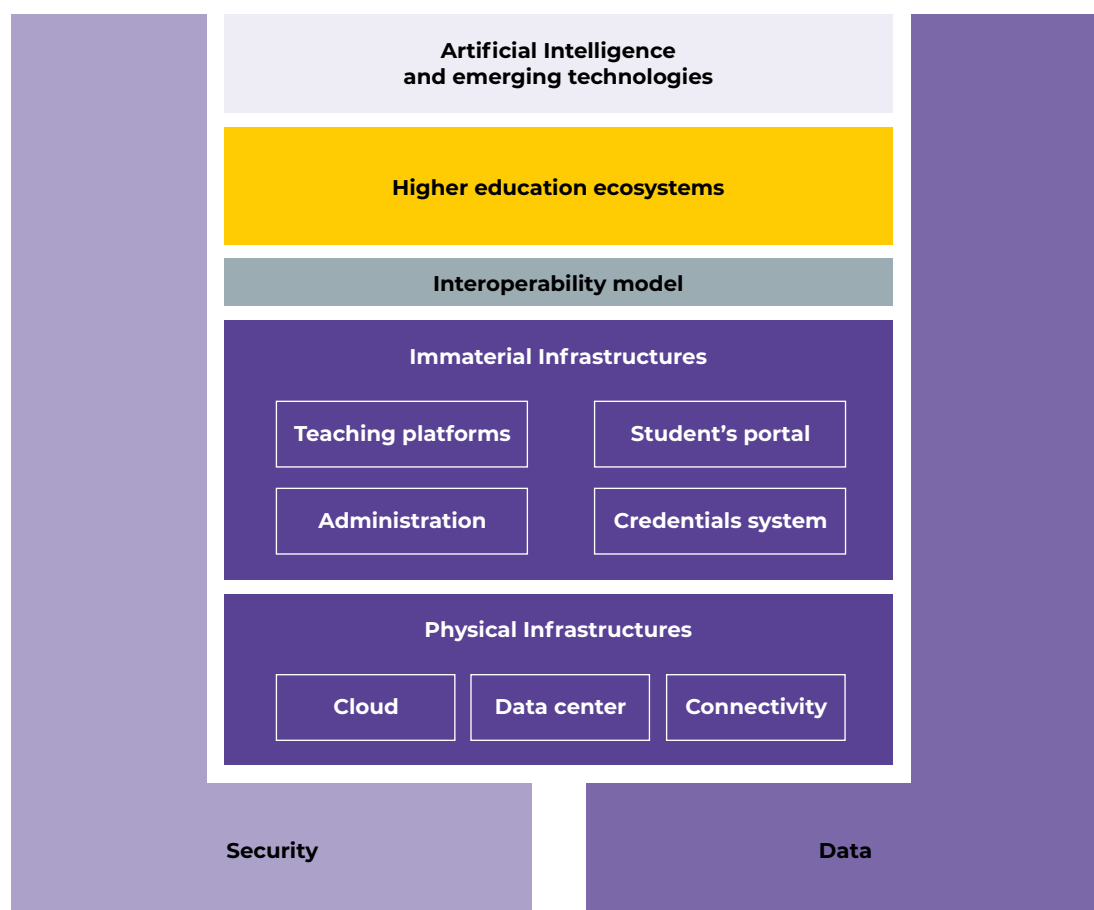 Artificial Intelligence
and emerging technologies
Higher education ecosystems
Interoperability model
Immaterial Infrastructures
Teaching platforms
Student’s portal
Administration
Credentials system
Physical Infrastructures
Cloud
Data center
Connectivity
Security
Data